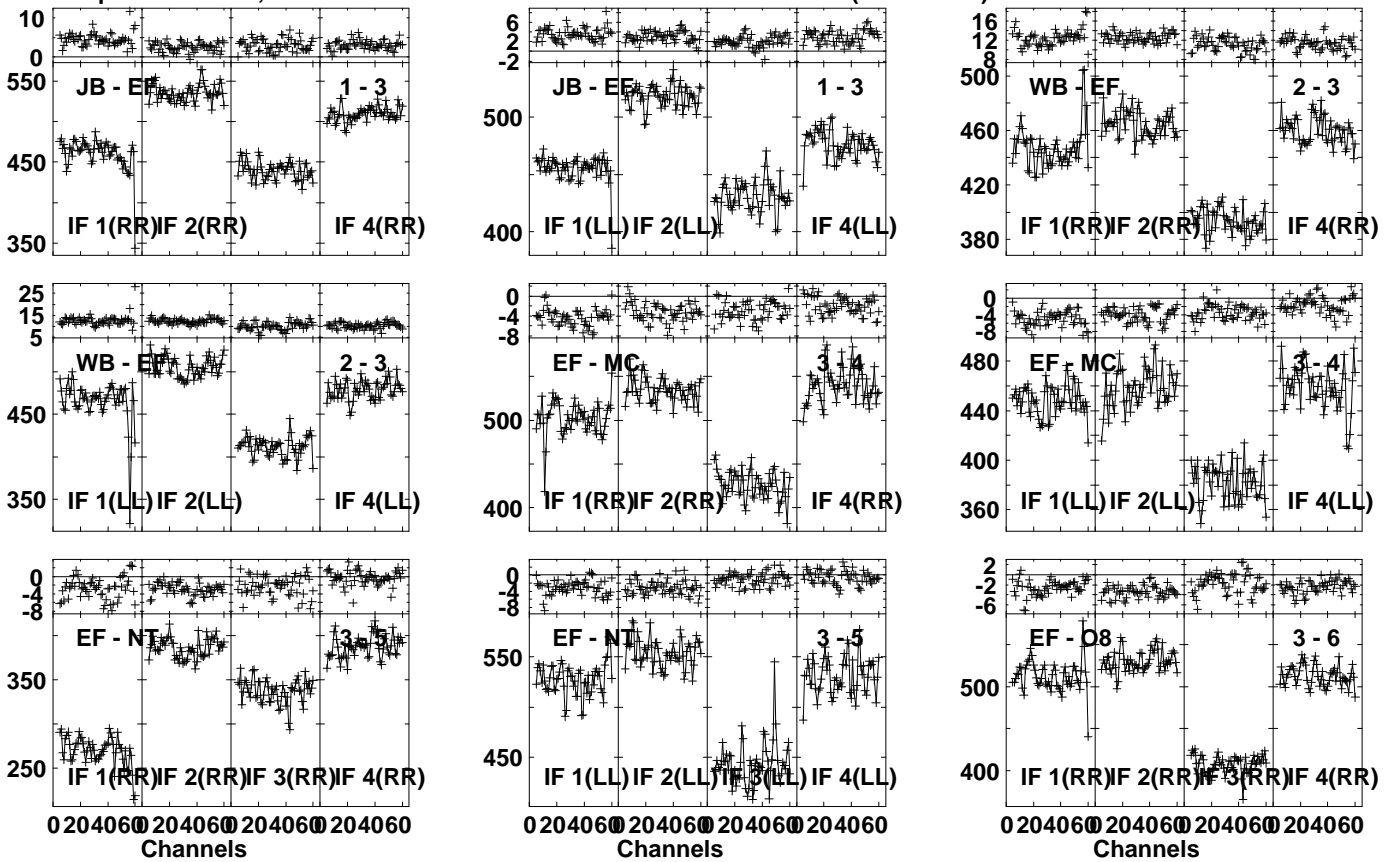 10
0
550
450
350
JB - EF
1 - 3
IF 1(RR) IF 2(RR) IF 4(RR)
6
2
-2
500
400
JB - EF
1 - 3
IF 1(LL) IF 2(LL) IF 4(LL)
16
12
8
500
460
420
380
WB - EF
2 - 3
IF 1(RR) IF 2(RR) IF 4(RR)
25
15
5
450
350
WB - EF
2 - 3
IF 1(LL) IF 2(LL) IF 4(LL)
0
-4
-8
500
400
EF - MC
3 - 4
IF 1(RR) IF 2(RR) IF 4(RR)
0
-4
-8
480
440
400
360
EF - MC
3 - 4
IF 1(LL) IF 2(LL) IF 4(LL)
0
-4
-8
350
250
EF - NT
3 - 5
IF 1(RR) IF 2(RR) IF 3(RR) IF 4(RR)
0 20 40 60 0 20 40 60 0 20 40 60 0 20 40 60
Channels
0
-4
-8
550
450
EF - NT
3 - 5
IF 1(LL) IF 2(LL) IF 3(LL) IF 4(LL)
0 20 40 60 0 20 40 60 0 20 40 60 0 20 40 60
Channels
2
-2
-6
500
400
EF - O8
3 - 6
IF 1(RR) IF 2(RR) IF 3(RR) IF 4(RR)
0 20 40 60 0 20 40 60 0 20 40 60 0 20 40 60
Channels